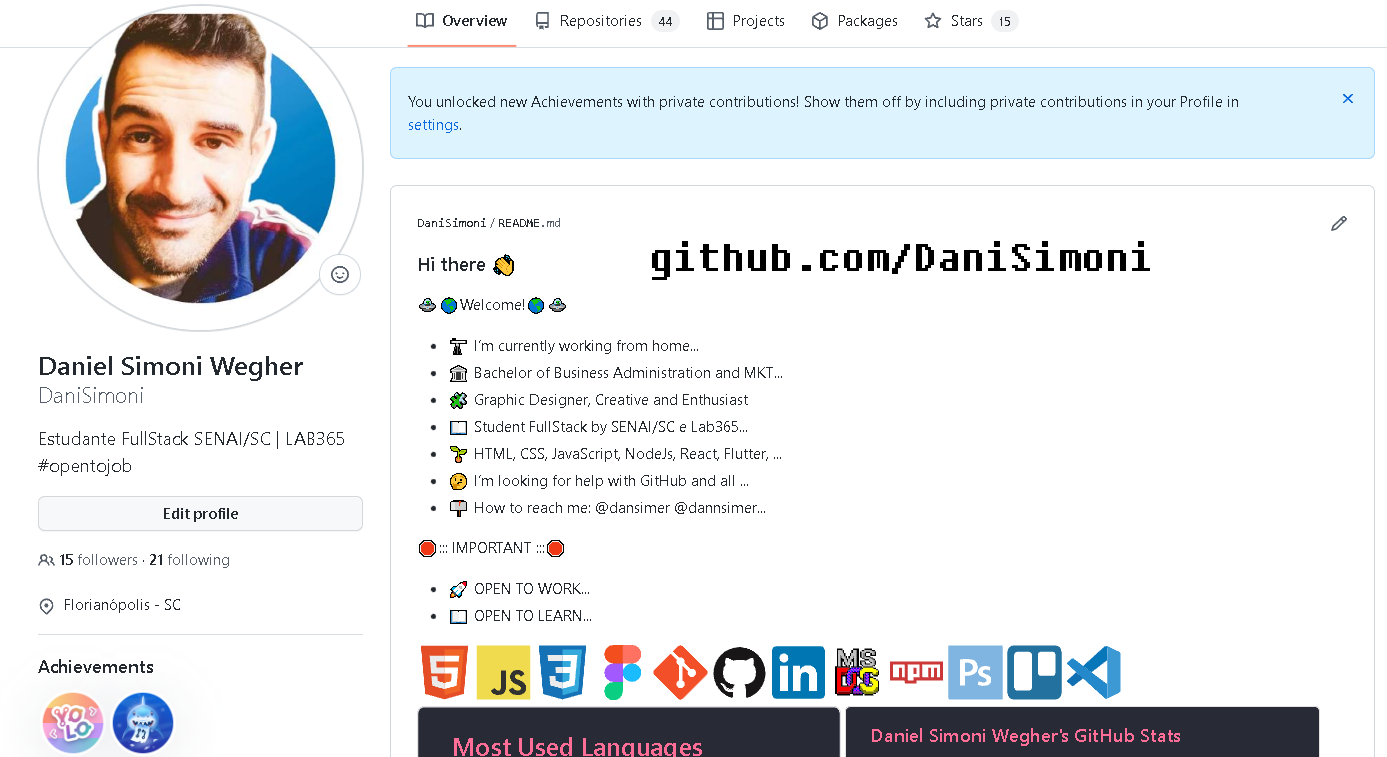 Overview Repositories 44 Projects Packages Stars 15
You unlocked new Achievements with private contributions! Show them off by including private contributions in your Profile in
settings.
DaniSimoni / README.md
github.com/DaniSimoni
Hi there 👋
🛸🌎Welcome!🌎🛸
I'm currently working from home...
Bachelor of Business Administration and MKT...
Graphic Designer, Creative and Enthusiast
Student FullStack by SENAI/SC e Lab365...
HTML, CSS, JavaScript, NodeJs, React, Flutter, ...
I'm looking for help with GitHub and all ...
How to reach me: @dansimer @dannsimer...
🛑::: IMPORTANT :::🛑
OPEN TO WORK...
OPEN TO LEARN...
5 JS 3 in MS DIG npm Ps
Most Used Languages
Daniel Simoni Wegher's GitHub Stats
Daniel Simoni Wegher
DaniSimoni
Estudante FullStack SENAI/SC | LAB365
#opentojob
Edit profile
15 followers · 21 following
Florianópolis - SC
Achievements
YOLO